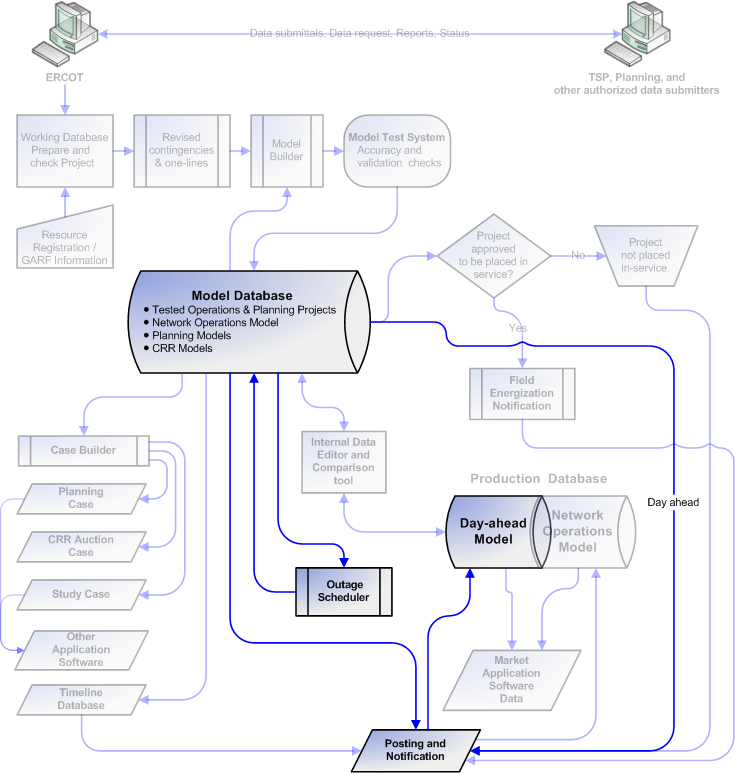 Data submittals, Data request, Reports, Status
ERCOT
TSP, Planning, and
other authorized data submitters
Working Database
Prepare and
check Project
Revised
contingencies
& one-lines
Model
Builder
Model Test System
Accuracy and
validation checks
Resource
Registration /
GARF Information
Project
approved
to be placed in
service?
No
Project
not placed
in-service.
Yes
Model Database
• Tested Operations & Planning Projects
• Network Operations Model
• Planning Models
• CRR Models
Field
Energization
Notification
Case Builder
Internal Data
Editor and
Comparison
tool
Planning
Case
CRR Auction
Case
Study Case
Other
Application
Software
Timeline
Database
Production Database
Day-ahead
Model
Network
Operations
Model
Day ahead
Outage
Scheduler
Market
Application
Software
Data
Posting and
Notification